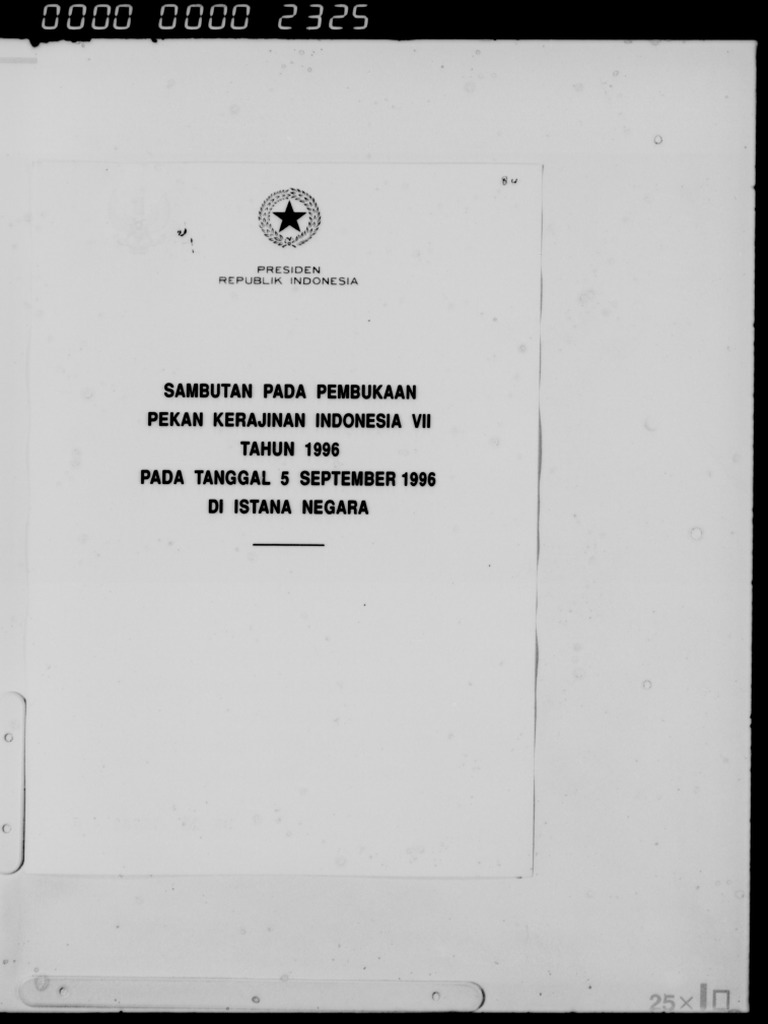 0000 0000 2325
PRESIDEN
REPUBLIK INDONESIA
SAMBUTAN PADA PEMBUKAAN
PEKAN KERAJINAN INDONESIA VII
TAHUN 1996
PADA TANGGAL 5 SEPTEMBER 1996
DI ISTANA NEGARA
25×